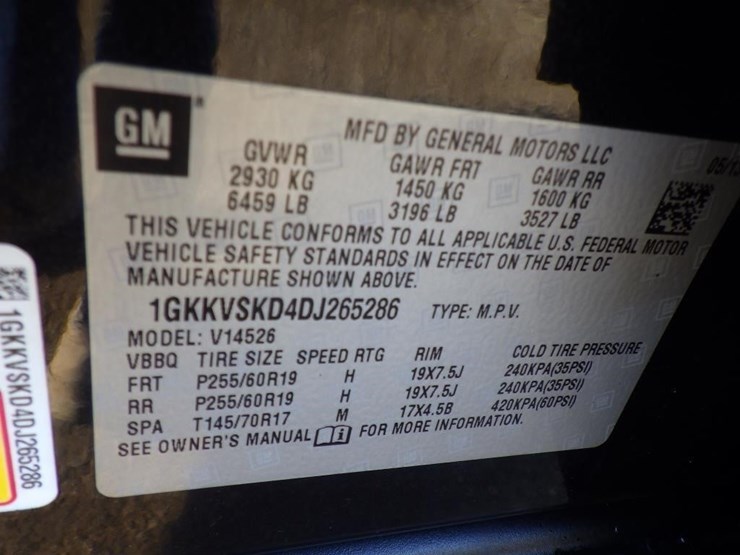 GM
MFD BY GENERAL MOTORS LLC
05/13
GVWR GAWR FRT GAWR RR
2930 KG 1450 KG 1600 KG
6459 LB 3196 LB 3527 LB
THIS VEHICLE CONFORMS TO ALL APPLICABLE U.S. FEDERAL MOTOR
VEHICLE SAFETY STANDARDS IN EFFECT ON THE DATE OF
MANUFACTURE SHOWN ABOVE.
1GKKVSKD4DJ265286 TYPE: M.P.V.
MODEL: V14526
VBBQ TIRE SIZE SPEED RTG RIM COLD TIRE PRESSURE
FRT P255/60R19 H 19X7.5J 240KPA(35PSI)
RR P255/60R19 H 19X7.5J 240KPA(35PSI)
SPA T145/70R17 M 17X4.5B 420KPA(60PSI)
SEE OWNER'S MANUAL i FOR MORE INFORMATION.
1GKKVSKD4DJ265286